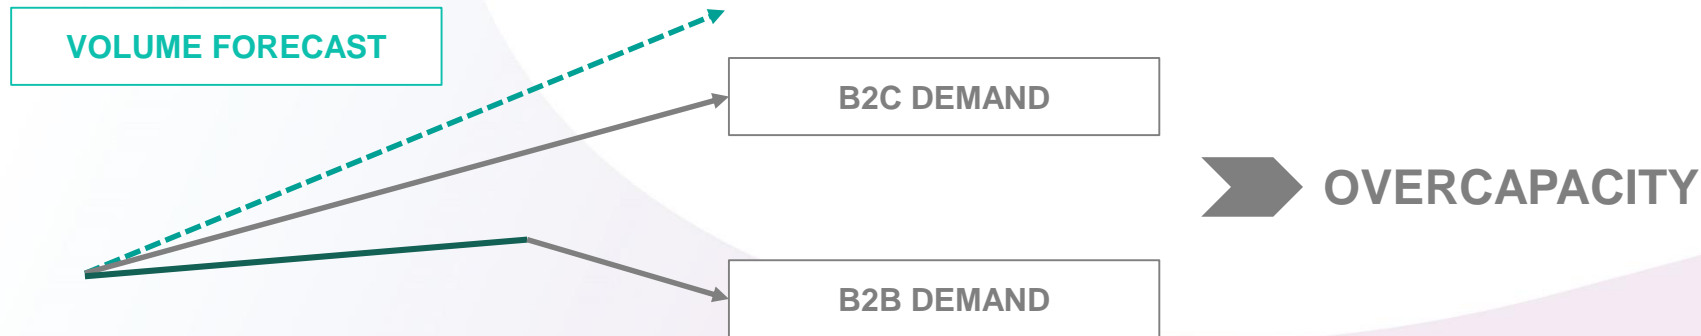 VOLUME FORECAST
B2C DEMAND
OVERCAPACITY
B2B DEMAND